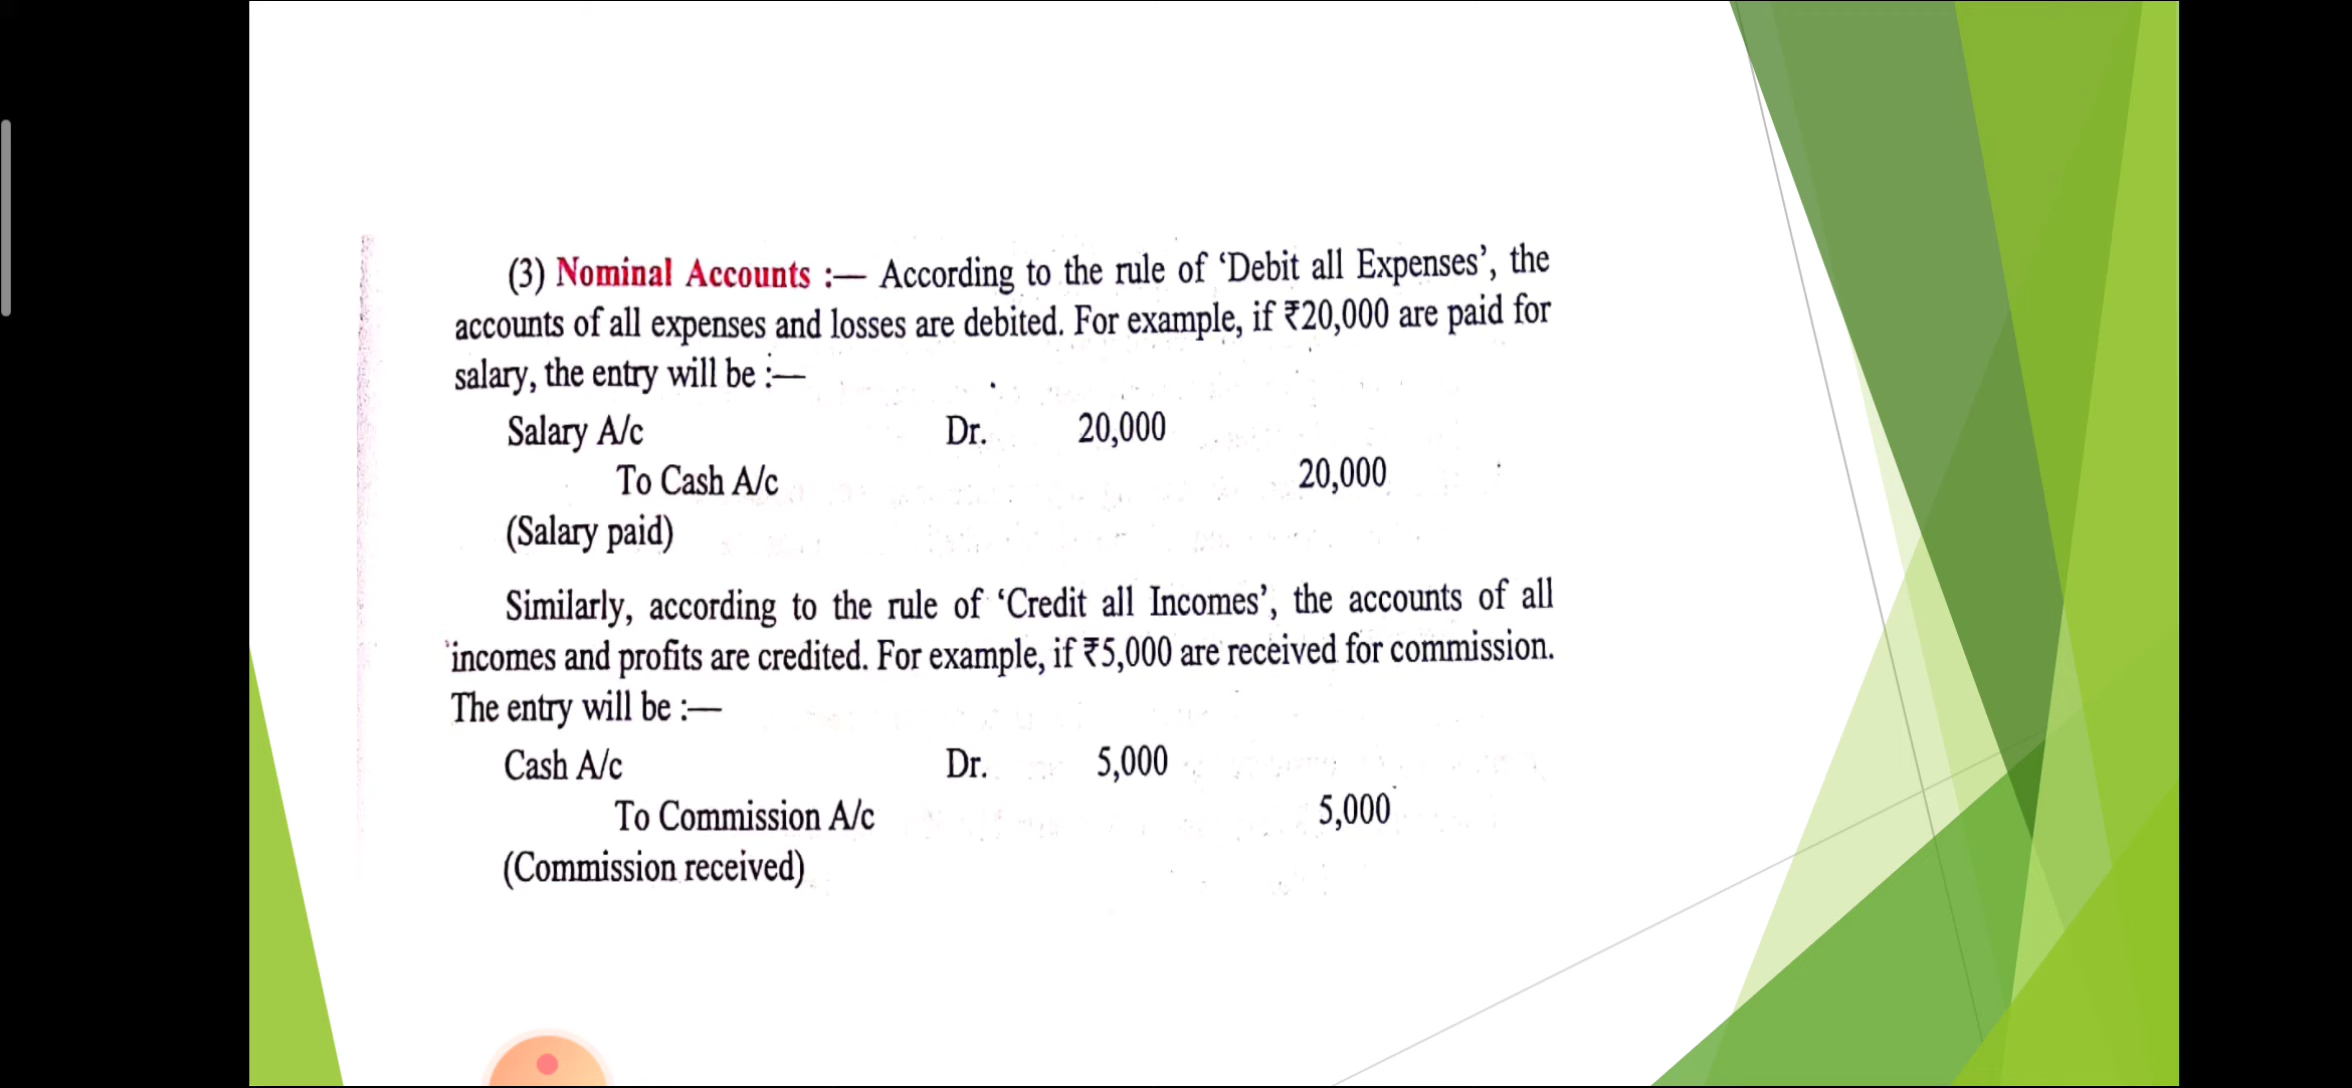 (3) Nominal Accounts :— According to the rule of ‘Debit all Expenses’, the
accounts of all expenses and losses are debited. For example, if ₹20,000 are paid for
salary, the entry will be :—
Salary A/c Dr. 20,000
To Cash A/c 20,000
(Salary paid)
Similarly, according to the rule of ‘Credit all Incomes’, the accounts of all
incomes and profits are credited. For example, if ₹5,000 are received for commission.
The entry will be :—
Cash A/c Dr. 5,000
To Commission A/c 5,000
(Commission received)